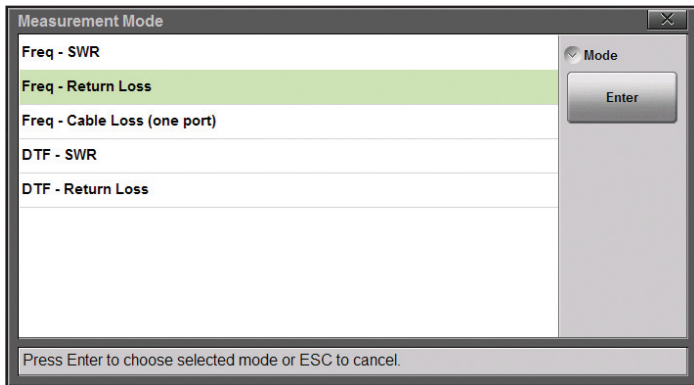 Measurement Mode
Freq - SWR
Freq - Return Loss
Freq - Cable Loss (one port)
DTF - SWR
DTF - Return Loss
Mode
Enter
Press Enter to choose selected mode or ESC to cancel.